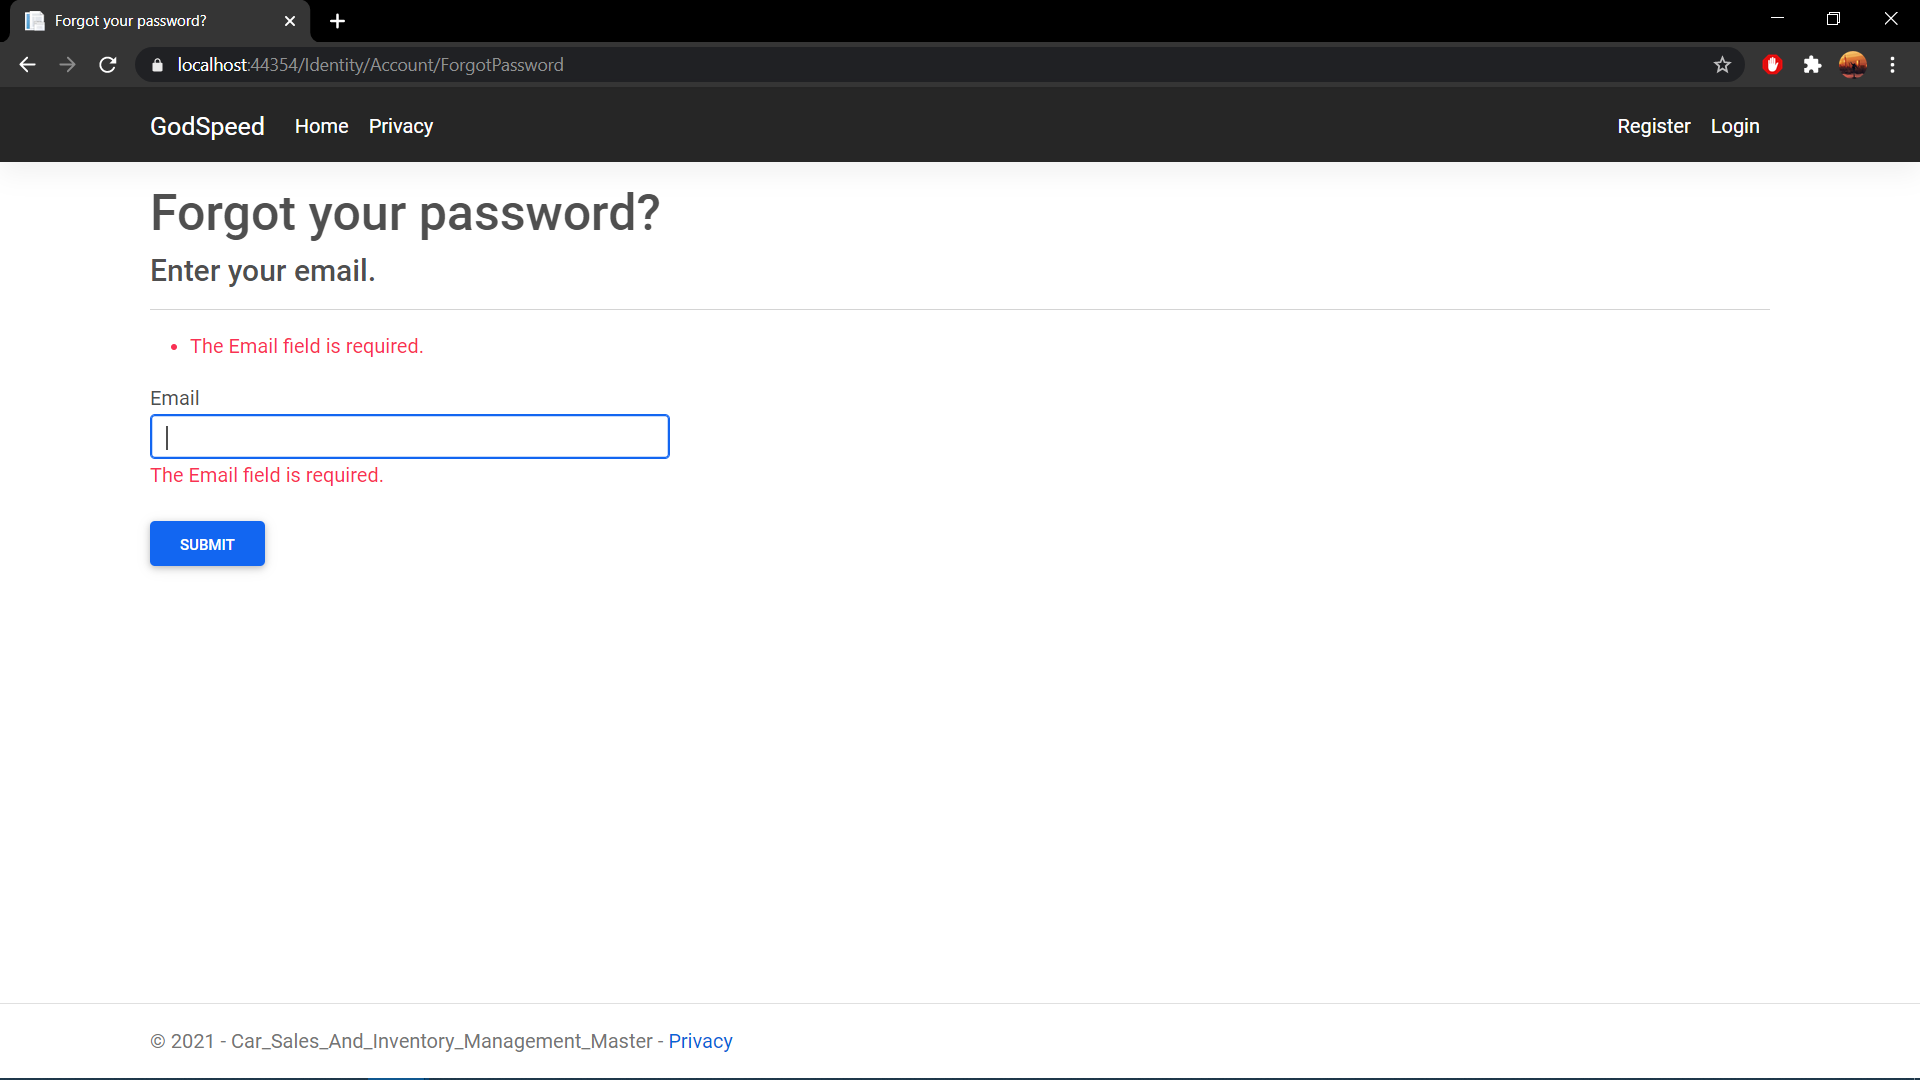 Forgot your password?
localhost:44354/Identity/Account/ForgotPassword
GodSpeed Home Privacy Register Login
Forgot your password?
Enter your email.
The Email field is required.
Email
The Email field is required.
SUBMIT
© 2021 - Car_Sales_And_Inventory_Management_Master - Privacy